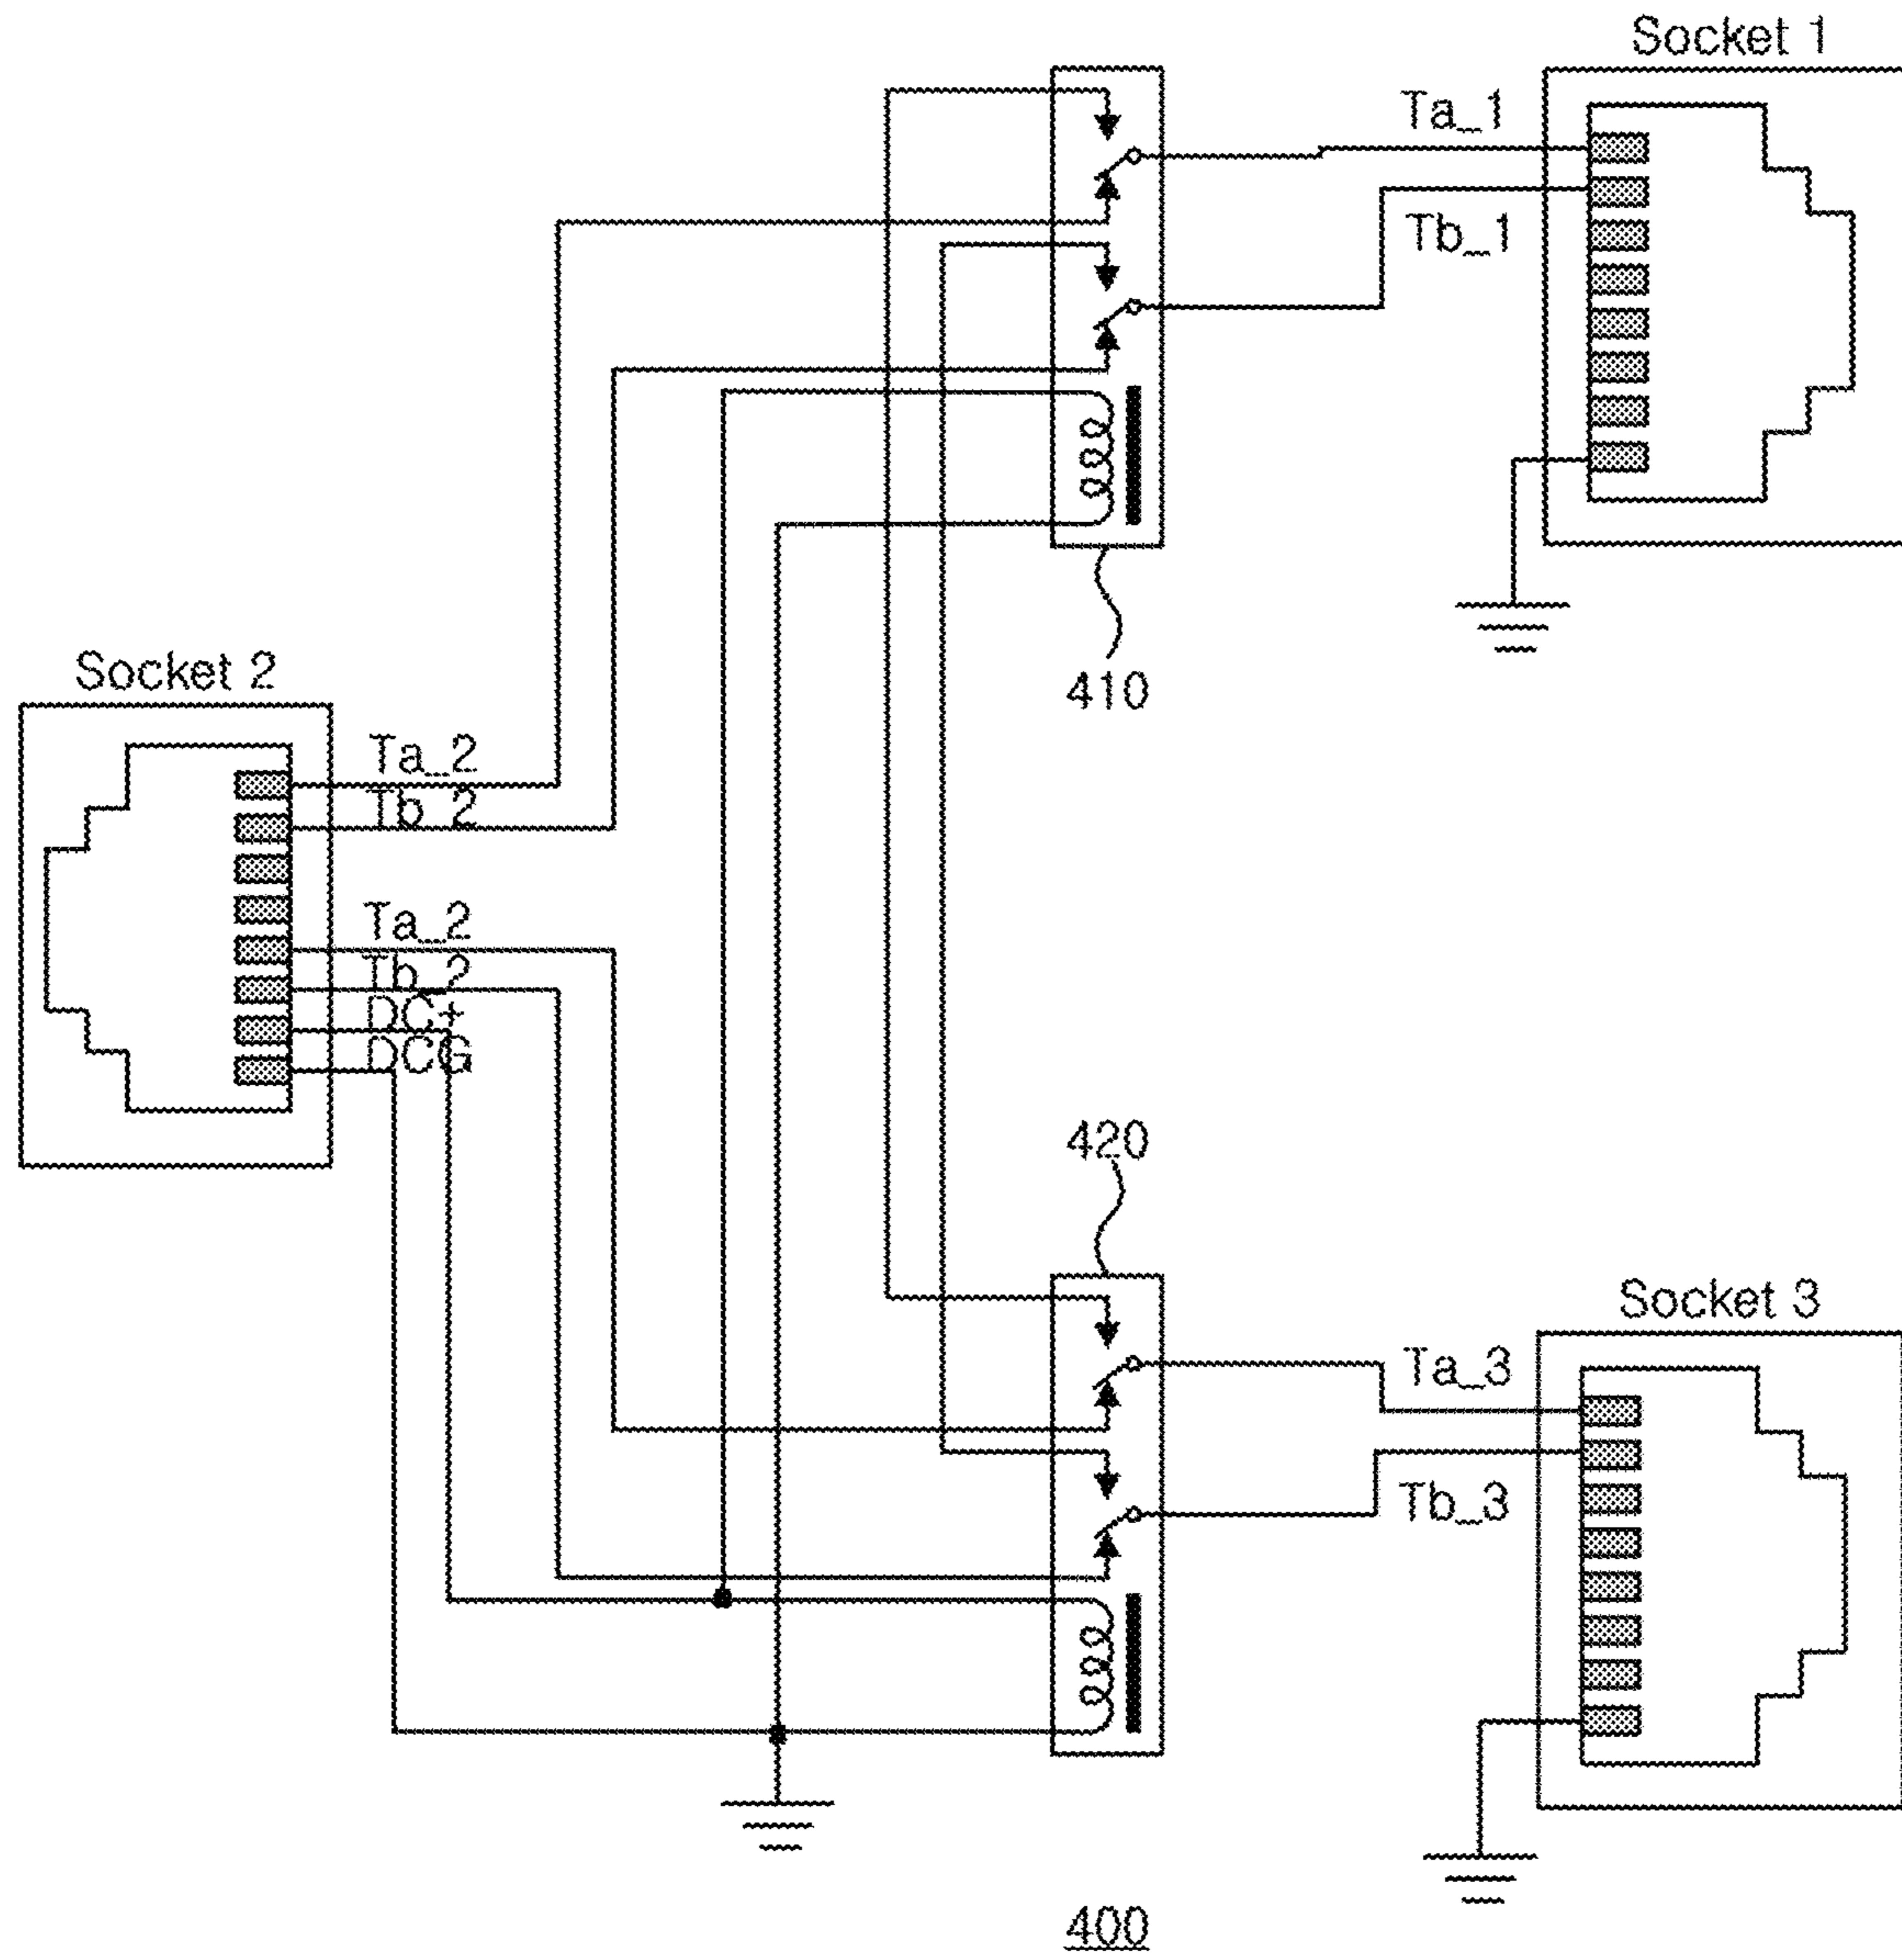 Socket 1
Ta_1
Tb_1
410
Socket 2
Ta_2
Tb_2
Ta_2
Tb_2
DC+
DCG
420
Socket 3
Ta_3
Tb_3
400